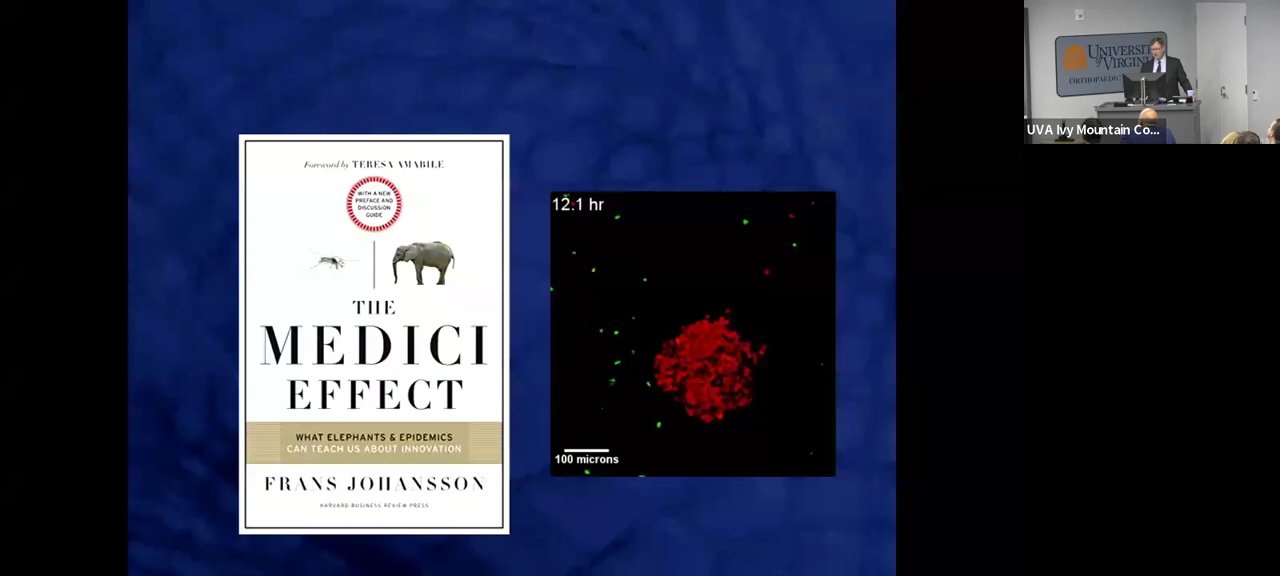 Foreword by TERESA AMABILE
WITH A NEW
PREFACE AND
DISCUSSION
GUIDE
THE
MEDICI
EFFECT
WHAT ELEPHANTS & EPIDEMICS
CAN TEACH US ABOUT INNOVATION
FRANS JOHANSSON
HARVARD BUSINESS REVIEW PRESS
12.1 hr
100 microns
UNIVERSITY
of VIRGINIA
ORTHOPAEDIC
UVA Ivy Mountain Co...